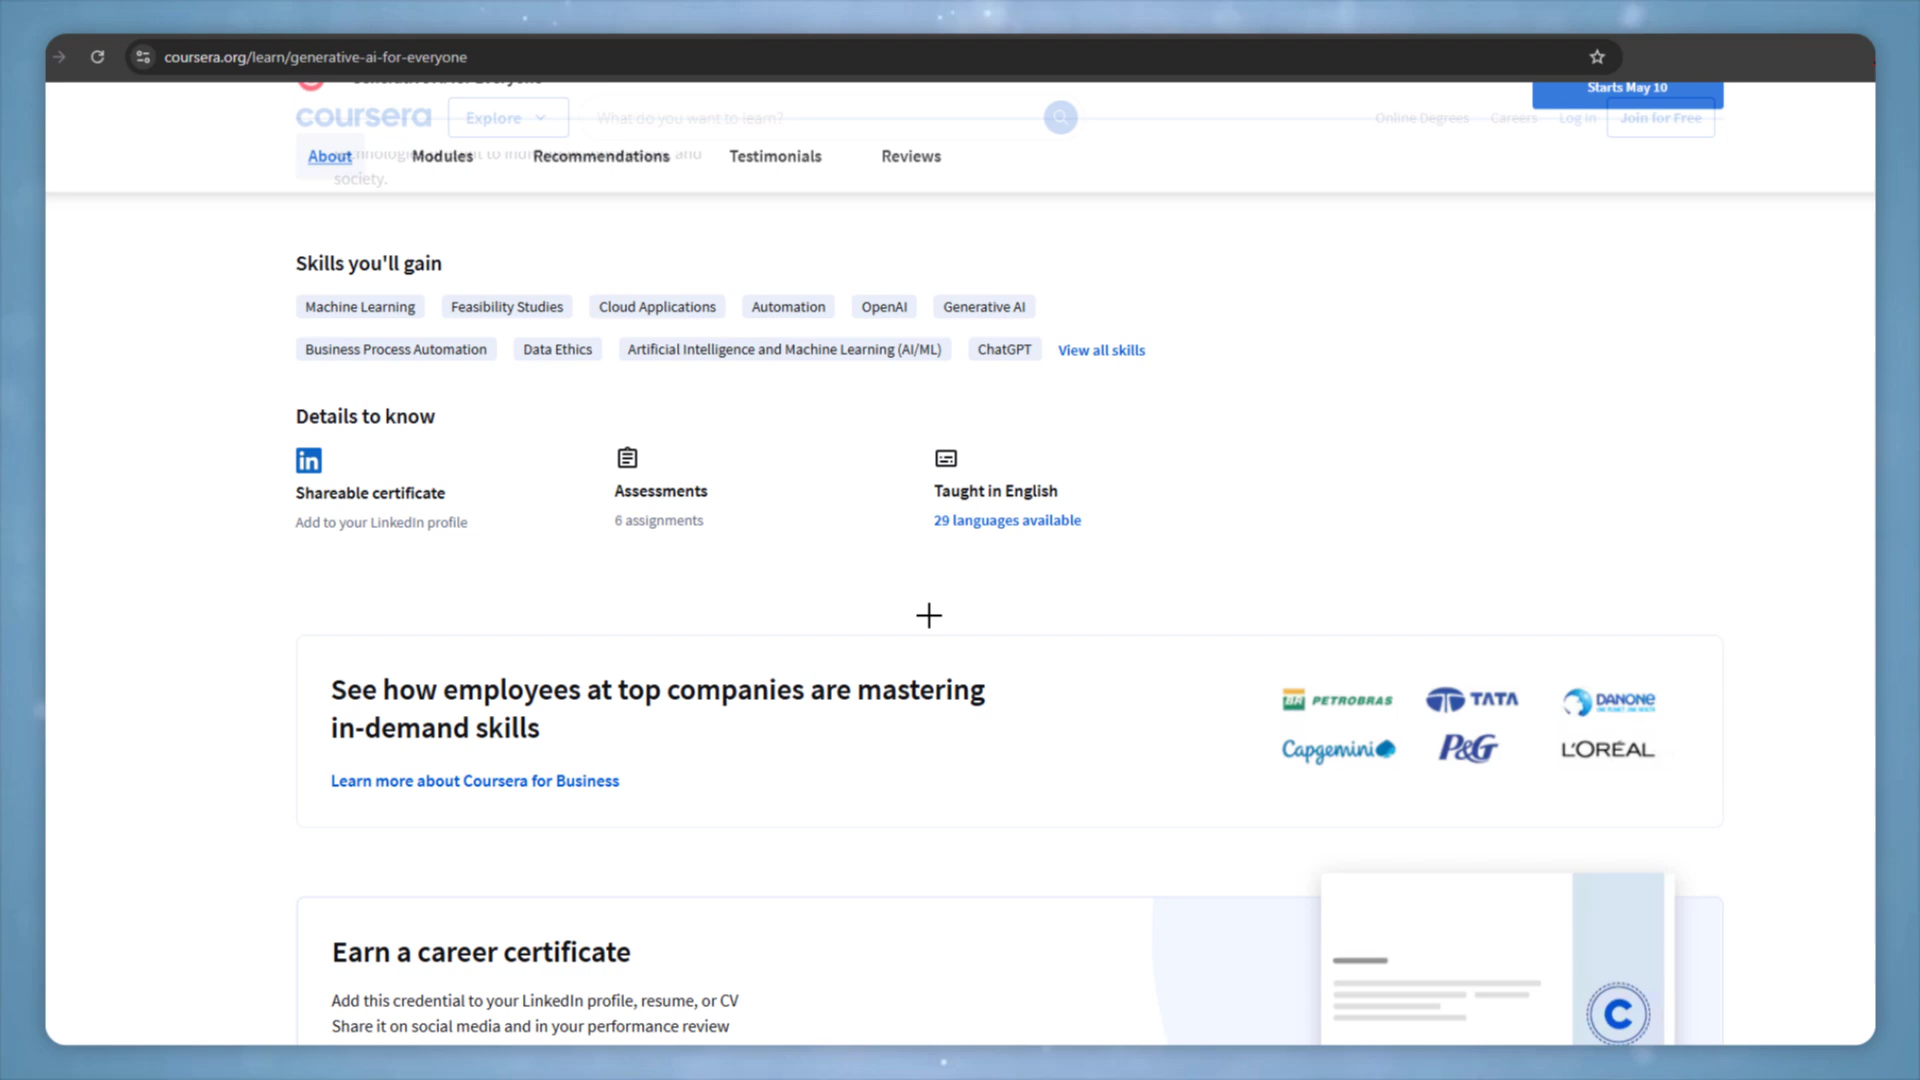 coursera.org/learn/generative-ai-for-everyone
Starts May 10
coursera
Explore
What do you want to learn?
Online Degrees
Careers
Log In
Join for Free
About
Modules
Recommendations
Testimonials
Reviews
and
society.
Skills you'll gain
Machine Learning
Feasibility Studies
Cloud Applications
Automation
OpenAI
Generative AI
Business Process Automation
Data Ethics
Artificial Intelligence and Machine Learning (AI/ML)
ChatGPT
View all skills
Details to know
in
Shareable certificate
Add to your LinkedIn profile
Assessments
6 assignments
Taught in English
29 languages available
See how employees at top companies are mastering
in-demand skills
Learn more about Coursera for Business
BR PETROBRAS
TATA
DANONE
Capgemini
P&G
L'ORÉAL
Earn a career certificate
Add this credential to your LinkedIn profile, resume, or CV
Share it on social media and in your performance review
C